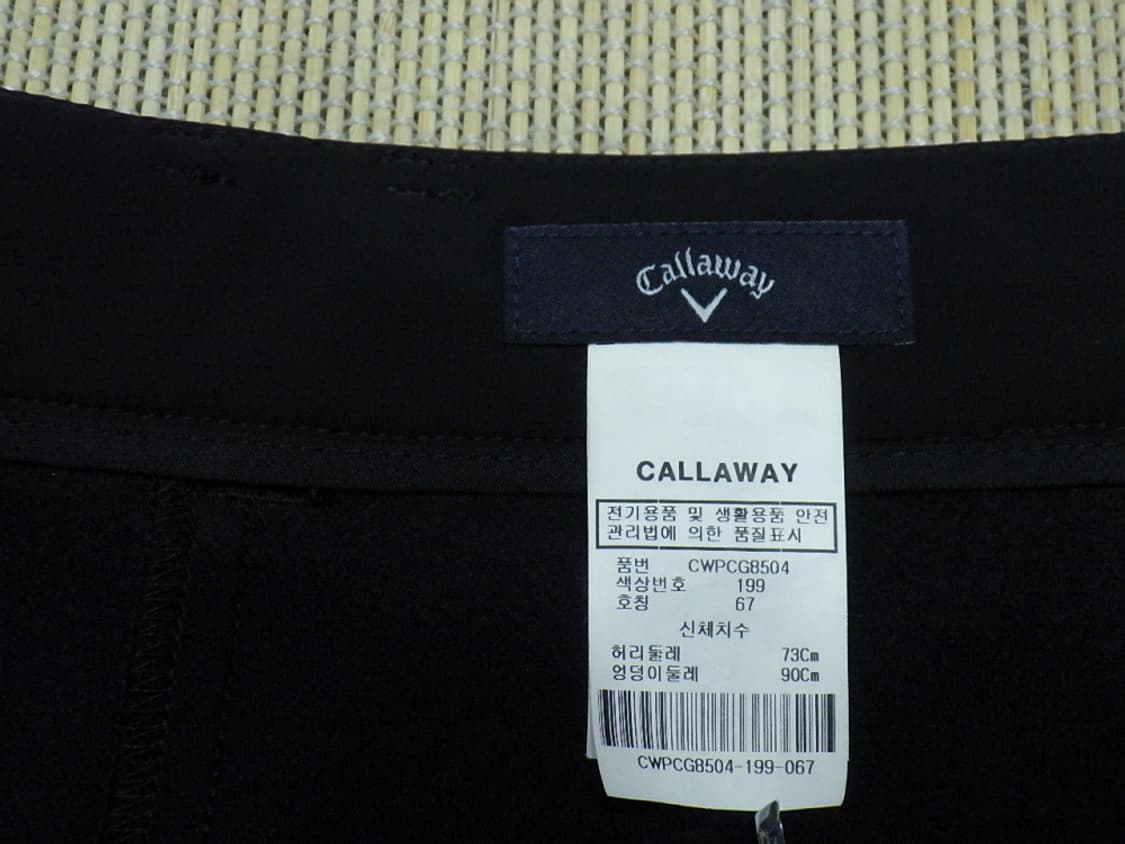 Callaway
CALLAWAY
전기용품 및 생활용품 안전
관리법에 의한 품질표시
품번 CWPCG8504
색상번호 199
호칭 67
신체치수
허리둘레 73Cm
엉덩이둘레 90Cm
CWPCG8504-199-067